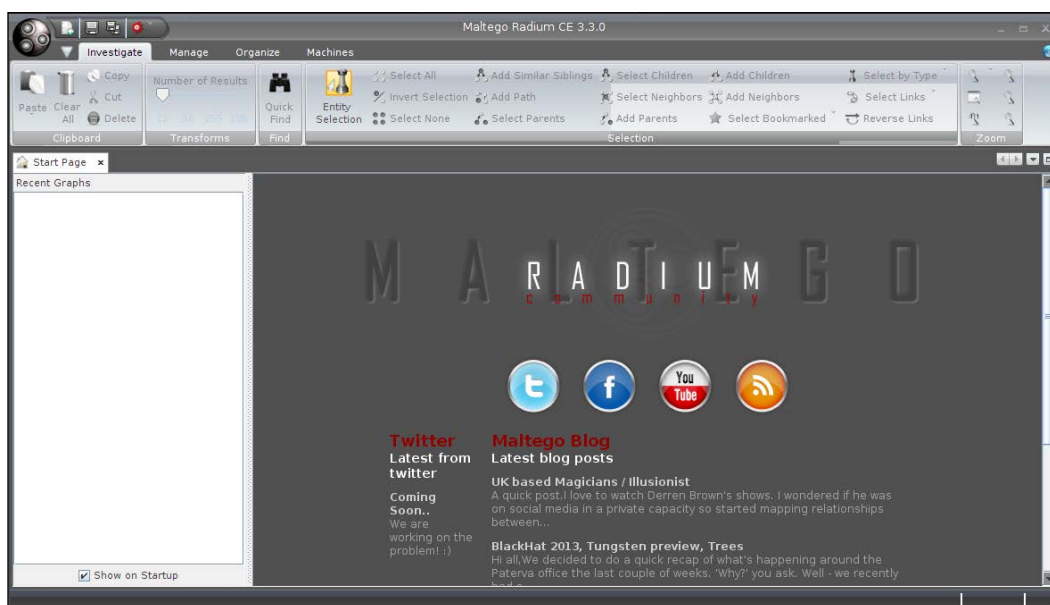 Maltego Radium CE 3.3.0
Investigate Manage Organize Machines
Paste
Clear All
Copy
Cut
Delete
Clipboard
Number of Results
Transforms
Quick Find
Find
Entity Selection
Select All
Invert Selection
Select None
Add Similar Siblings
Add Path
Select Parents
Select Children
Select Neighbors
Add Parents
Add Children
Add Neighbors
Select Bookmarked
Select by Type
Select Links
Reverse Links
Selection
Zoom
Start Page
Recent Graphs
Show on Startup
MALTEGO
RADIUM
community
You
Tube
Twitter
Latest from
twitter
Coming
Soon..
We are
working on the
problem! :)
Maltego Blog
Latest blog posts
UK based Magicians / Illusionist
A quick post.I love to watch Derren Brown's shows. I wondered if he was
on social media in a private capacity so started mapping relationships
between...
BlackHat 2013, Tungsten preview, Trees
Hi all,We decided to do a quick recap of what's happening around the
Paterva office the last couple of weeks. 'Why?' you ask. Well - we recently